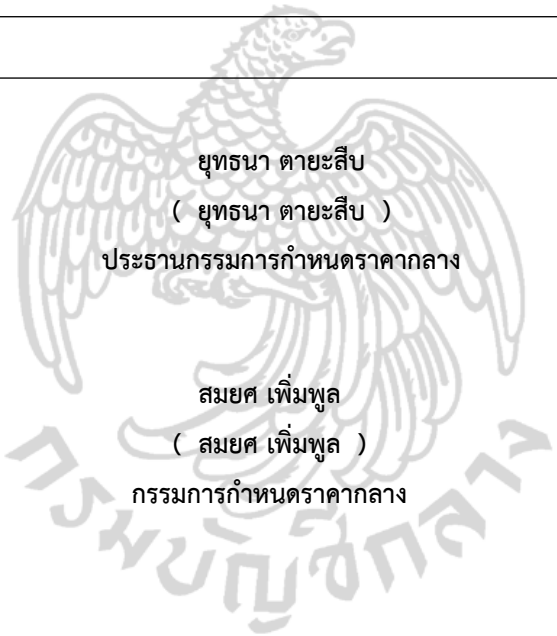 ยุทธนา ตายะสืบ
( ยุทธนา ตายะสืบ )
ประธานกรรมการกำหนดราคากลาง
สมยศ เพิ่มพูล
( สมยศ เพิ่มพูล )
กรรมการกำหนดราคากลาง
กรมบัญชีกลาง